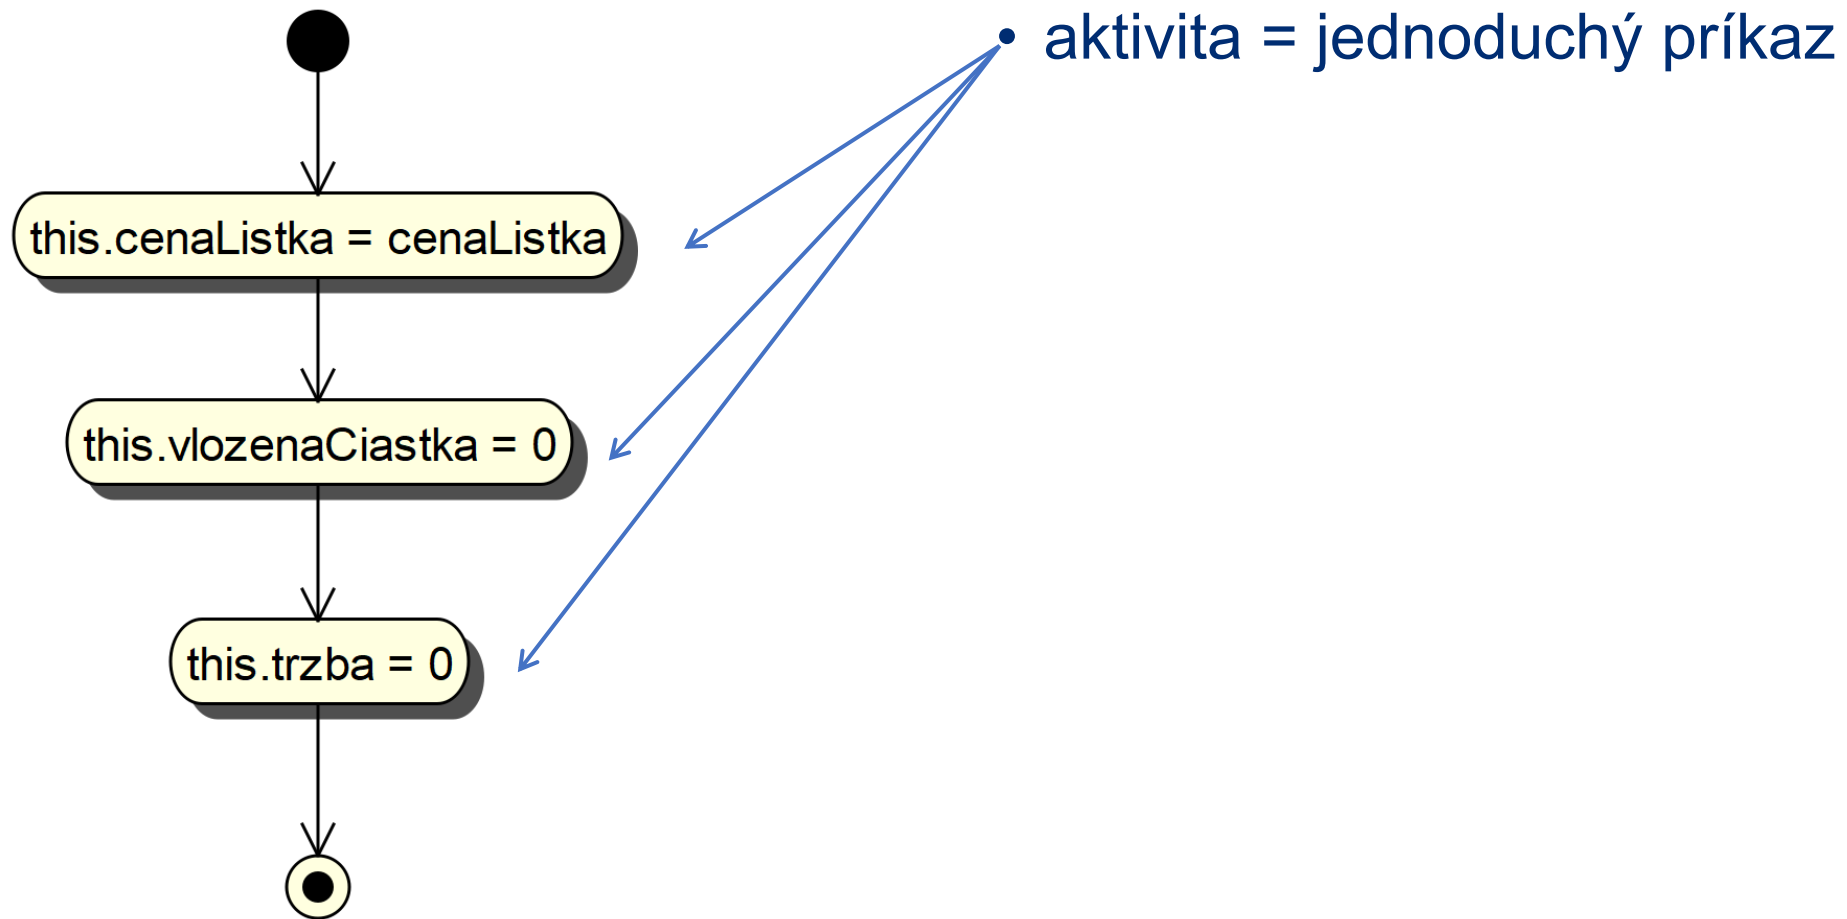 • aktivita = jednoduchý príkaz
this.cenaListka = cenaListka
this.vlozenaCiastka = 0
this.trzba = 0